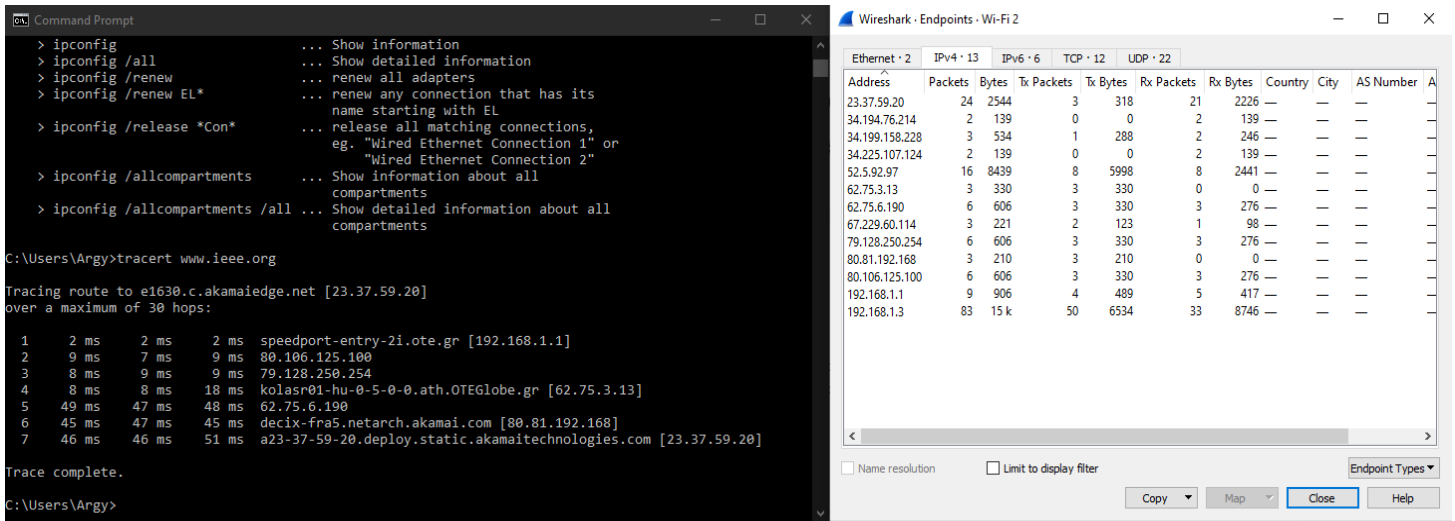 Command Prompt
> ipconfig ... Show information
> ipconfig /all ... Show detailed information
> ipconfig /renew ... renew all adapters
> ipconfig /renew EL* ... renew any connection that has its
name starting with EL
> ipconfig /release *Con* ... release all matching connections,
eg. "Wired Ethernet Connection 1" or
"Wired Ethernet Connection 2"
> ipconfig /allcompartments ... Show information about all
compartments
> ipconfig /allcompartments /all ... Show detailed information about all
compartments
C:\Users\Argy>tracert www.ieee.org
Tracing route to e1630.c.akamaiedge.net [23.37.59.20]
over a maximum of 30 hops:
1 2 ms 2 ms 2 ms speedport-entry-2i.ote.gr [192.168.1.1]
2 9 ms 7 ms 9 ms 80.106.125.100
3 8 ms 9 ms 9 ms 79.128.250.254
4 8 ms 8 ms 18 ms kolasr01-hu-0-5-0-0.ath.OTEGlobe.gr [62.75.3.13]
5 49 ms 47 ms 48 ms 62.75.6.190
6 45 ms 47 ms 45 ms decix-fra5.netarch.akamai.com [80.81.192.168]
7 46 ms 46 ms 51 ms a23-37-59-20.deploy.static.akamaitechnologies.com [23.37.59.20]
Trace complete.
C:\Users\Argy>
Wireshark · Endpoints · Wi-Fi 2
Ethernet · 2 IPv4 · 13 IPv6 · 6 TCP · 12 UDP · 22
Address Packets Bytes Tx Packets Tx Bytes Rx Packets Rx Bytes Country City AS Number A
23.37.59.20 24 2544 3 318 21 2226 — — — —
34.194.76.214 2 139 0 0 2 139 — — — —
34.199.158.228 3 534 1 288 2 246 — — — —
34.225.107.124 2 139 0 0 2 139 — — — —
52.5.92.97 16 8439 8 5998 8 2441 — — — —
62.75.3.13 3 330 3 330 0 0 — — — —
62.75.6.190 6 606 3 330 3 276 — — — —
67.229.60.114 3 221 2 123 1 98 — — — —
79.128.250.254 6 606 3 330 3 276 — — — —
80.81.192.168 3 210 3 210 0 0 — — — —
80.106.125.100 6 606 3 330 3 276 — — — —
192.168.1.1 9 906 4 489 5 417 — — — —
192.168.1.3 83 15 k 50 6534 33 8746 — — — —
Name resolution Limit to display filter Endpoint Types
Copy Map Close Help